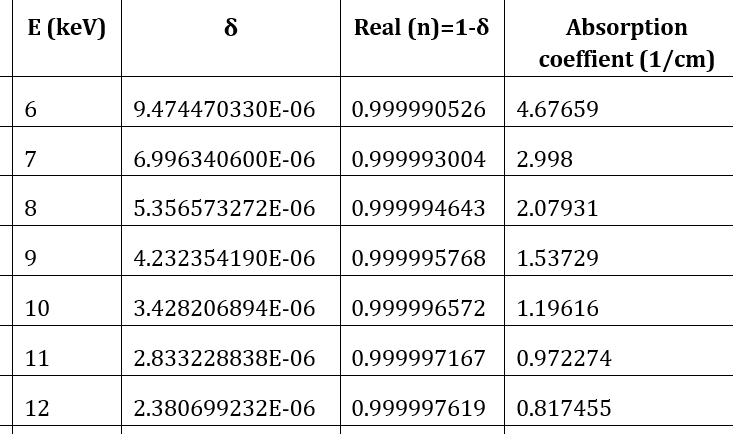 E (keV) δ Real (n)=1-δ Absorption
coeffient (1/cm)
6 9.474470330E-06 0.999990526 4.67659
7 6.996340600E-06 0.999993004 2.998
8 5.356573272E-06 0.999994643 2.07931
9 4.232354190E-06 0.999995768 1.53729
10 3.428206894E-06 0.999996572 1.19616
11 2.833228838E-06 0.999997167 0.972274
12 2.380699232E-06 0.999997619 0.817455